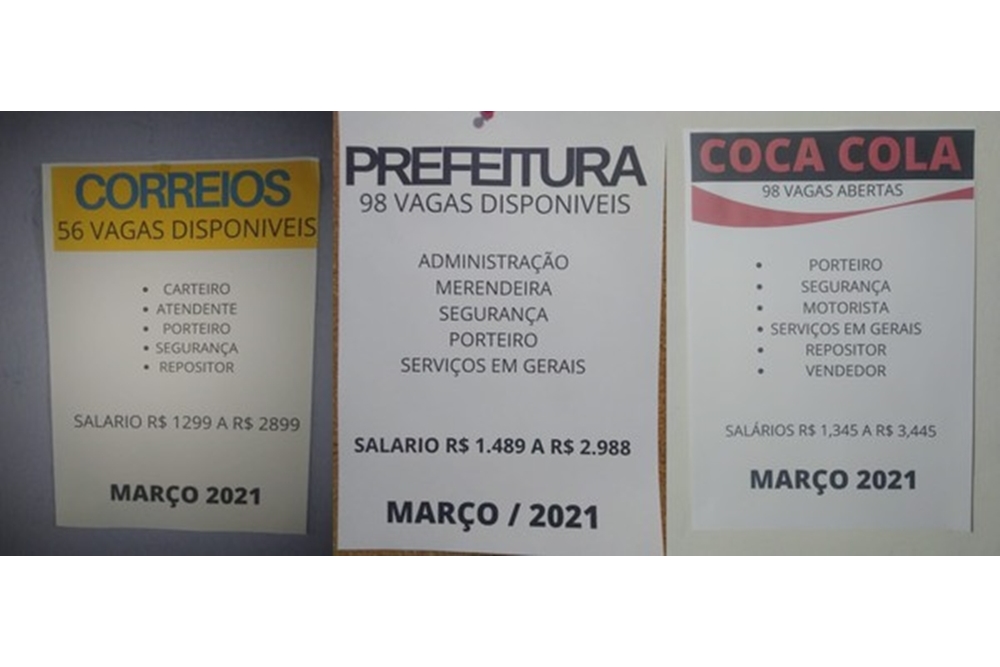 CORREIOS
56 VAGAS DISPONIVEIS
• CARTEIRO
• ATENDENTE
• PORTEIRO
• SEGURANÇA
• REPOSITOR
SALARIO R$ 1299 A R$ 2899
MARÇO 2021
PREFEITURA
98 VAGAS DISPONIVEIS
ADMINISTRAÇÃO
MERENDEIRA
SEGURANÇA
PORTEIRO
SERVIÇOS EM GERAIS
SALARIO R$ 1.489 A R$ 2.988
MARÇO / 2021
COCA COLA
98 VAGAS ABERTAS
• PORTEIRO
• SEGURANÇA
• MOTORISTA
• SERVIÇOS EM GERAIS
• REPOSITOR
• VENDEDOR
SALÁRIOS R$ 1,345 A R$ 3,445
MARÇO 2021